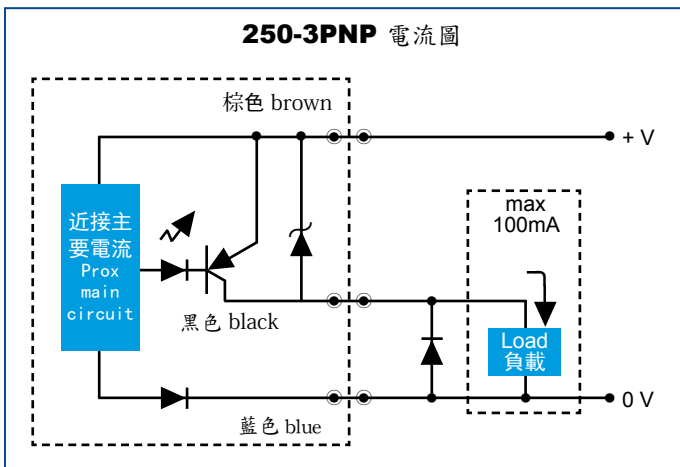 250-3PNP 電流圖
棕色 brown
+ V
近接主
要電流
Prox
main
circuit
max
100mA
黑色 black
Load
負載
藍色 blue
0 V